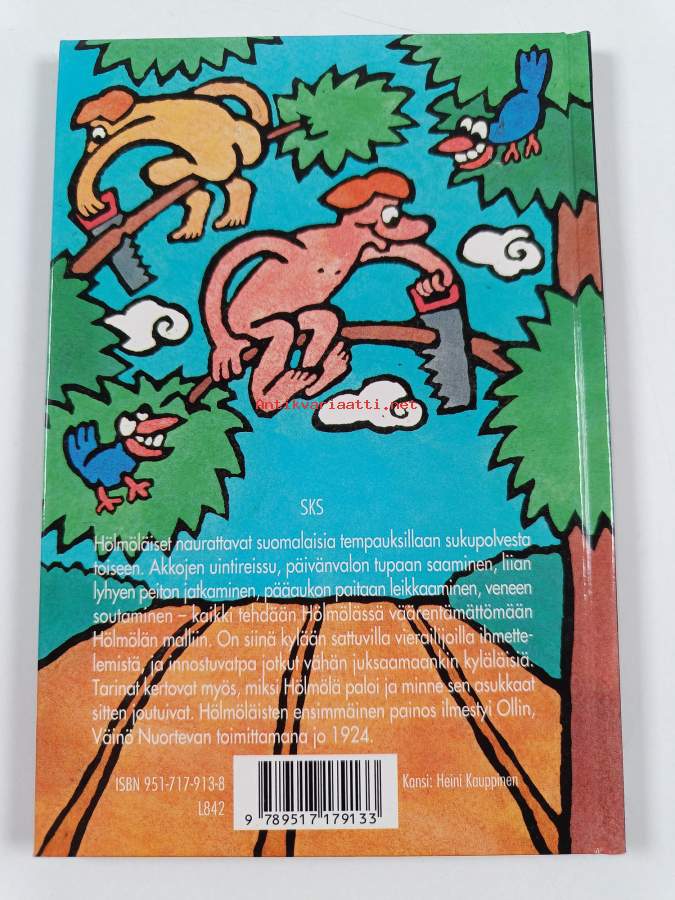 Antikvariaatti.net
SKS
Hölmöläiset naurattavat suomalaisia tempauksillaan sukupolvesta
toiseen. Akkojen uintireissu, päivänvalon tupaan saaminen, liian
lyhyen peiton jatkaminen, pääaukon paitaan leikkaaminen, veneen
soutaminen – kaikki tehdään Hölmölässä väärentämättömään
Hölmölän malliin. On siinä kylään sattuvilla vierailijoilla ihmette-
lemistä, ja innostuvatpa jotkut vähän juksaamaankin kyläläisiä.
Tarinat kertovat myös, miksi Hölmölä paloi ja minne sen asukkaat
sitten joutuivat. Hölmöläisten ensimmäinen painos ilmestyi Ollin,
Väinö Nuortevan toimittamana jo 1924.
ISBN 951-717-913-8
L842
9 789517 179133
Kansi: Heini Kauppinen